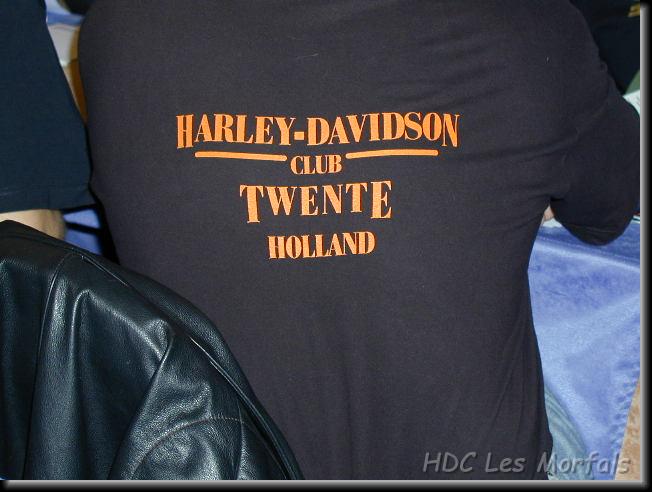 HARLEY-DAVIDSON
CLUB
TWENTE
HOLLAND
HDC Les Morfals